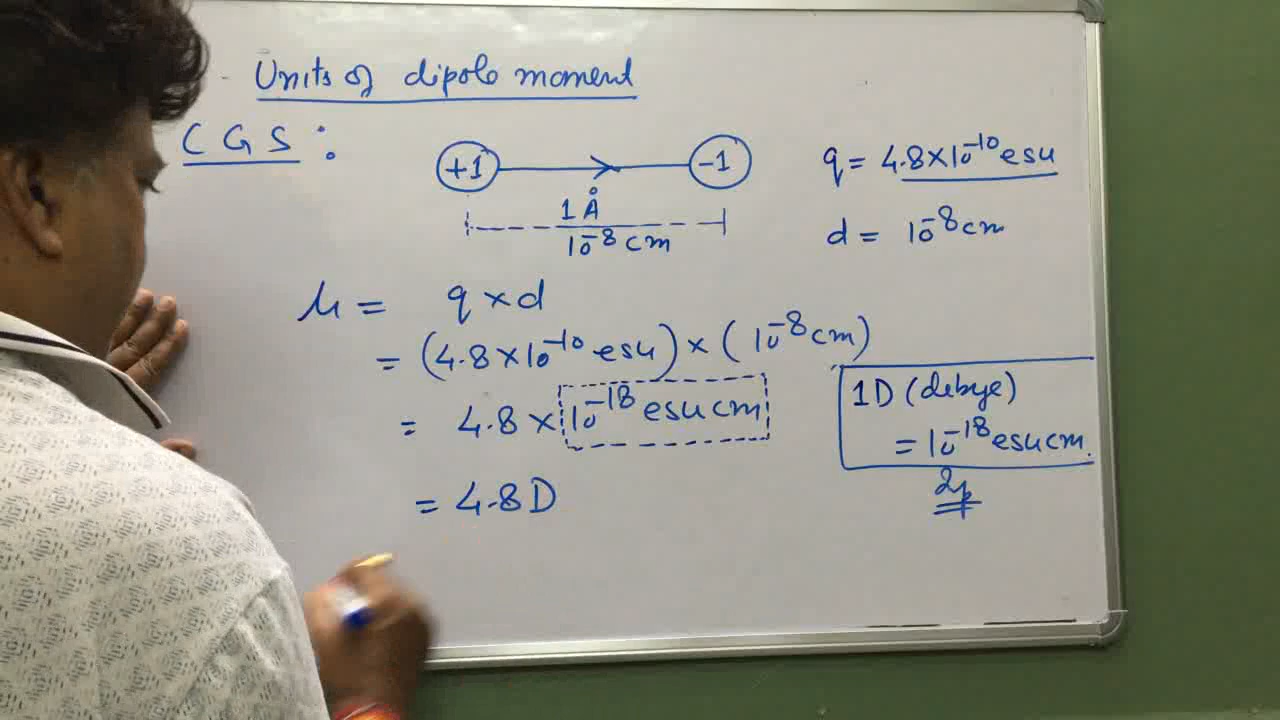 Units of dipole moment
CGS:
+1 -1
1 Å
10⁻⁸ cm
q = 4.8×10⁻¹⁰ esu
d = 10⁻⁸ cm
μ = q × d
= (4.8×10⁻¹⁰ esu) × (10⁻⁸ cm)
= 4.8 × 10⁻¹⁸ esu cm
= 4.8 D
1D (debye)
= 10⁻¹⁸ esu cm.